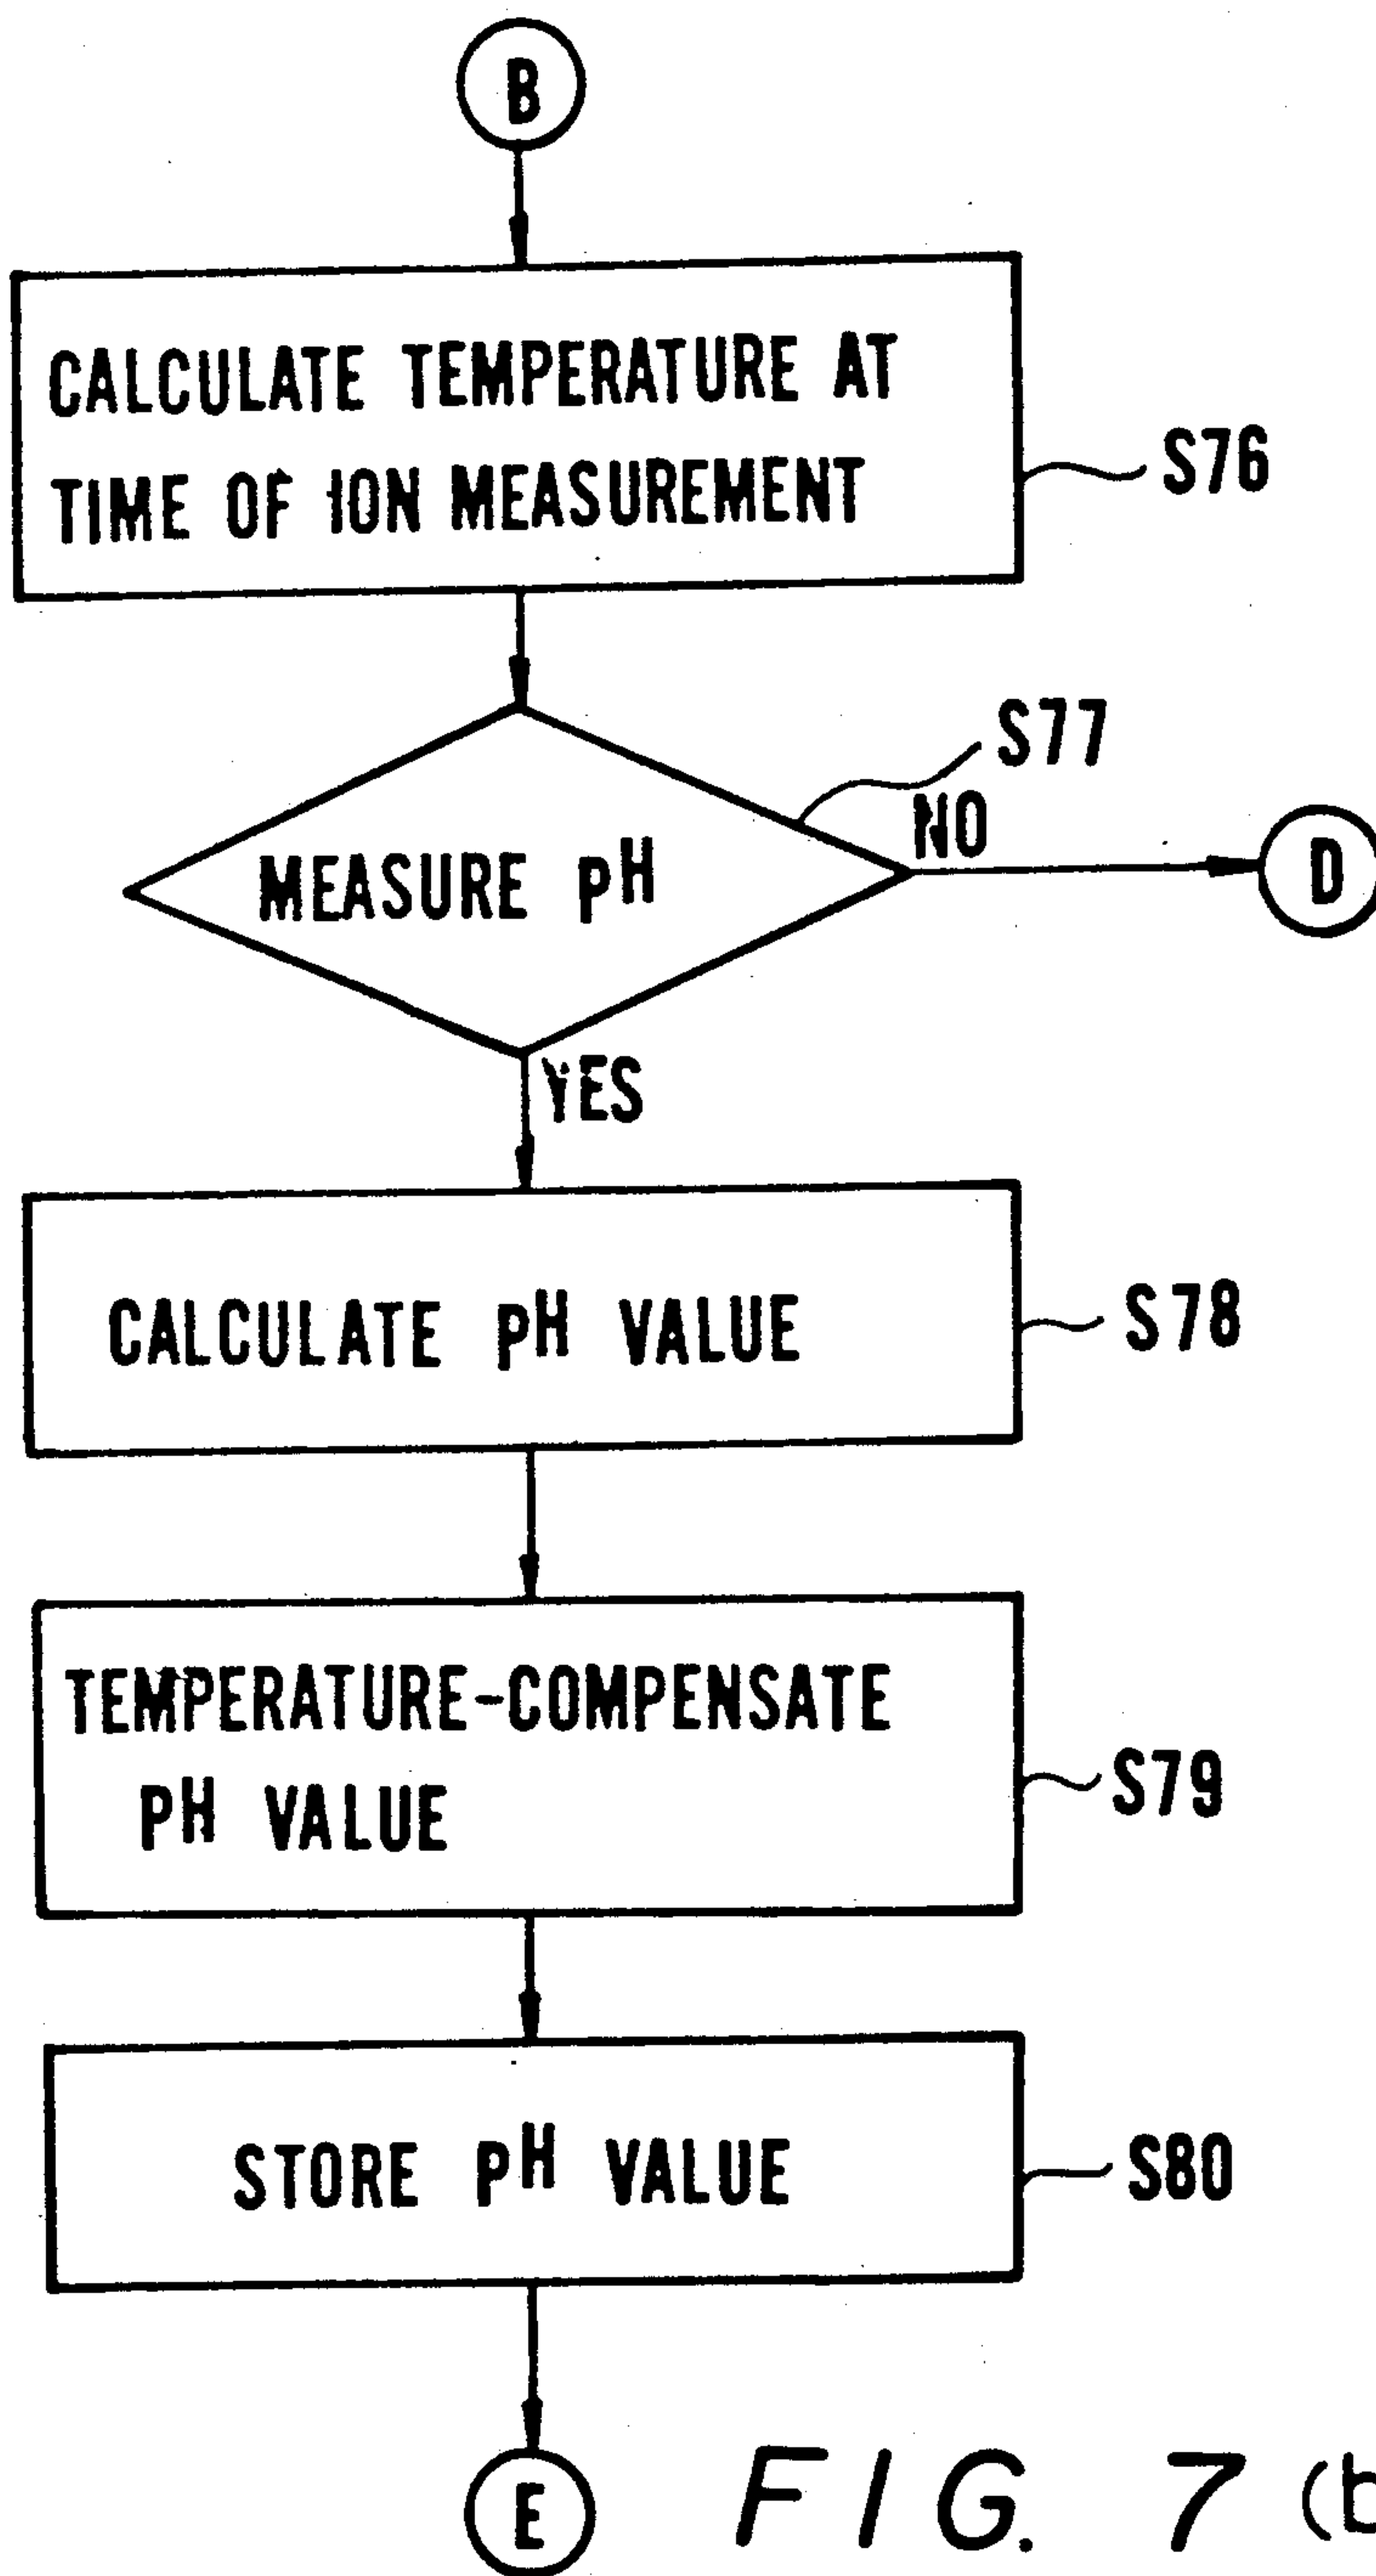 B
CALCULATE TEMPERATURE AT
TIME OF ION MEASUREMENT
S76
S77
NO
MEASURE pH
D
YES
CALCULATE pH VALUE
S78
TEMPERATURE-COMPENSATE
pH VALUE
S79
STORE pH VALUE
S80
E
FIG. 7 (b